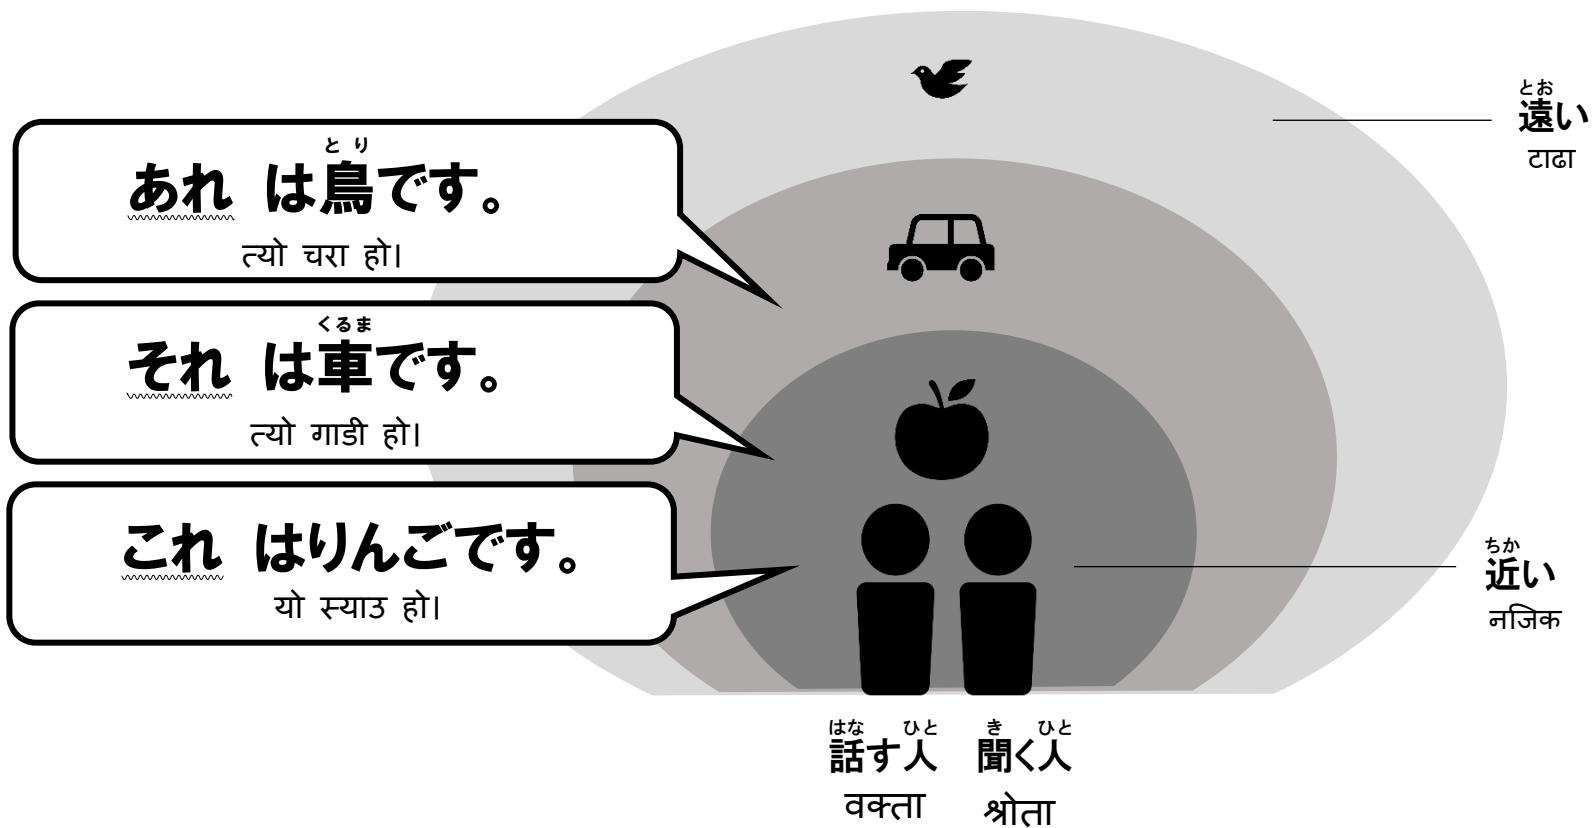 とり
あれ は鳥です。
त्यो चरा हो।
くるま
それ は車です。
त्यो गाडी हो।
これ はりんごです。
यो स्याउ हो।
とお
遠い
टाढा
ちか
近い
नजिक
はな ひと
話す人
वक्ता
き ひと
聞く人
श्रोता